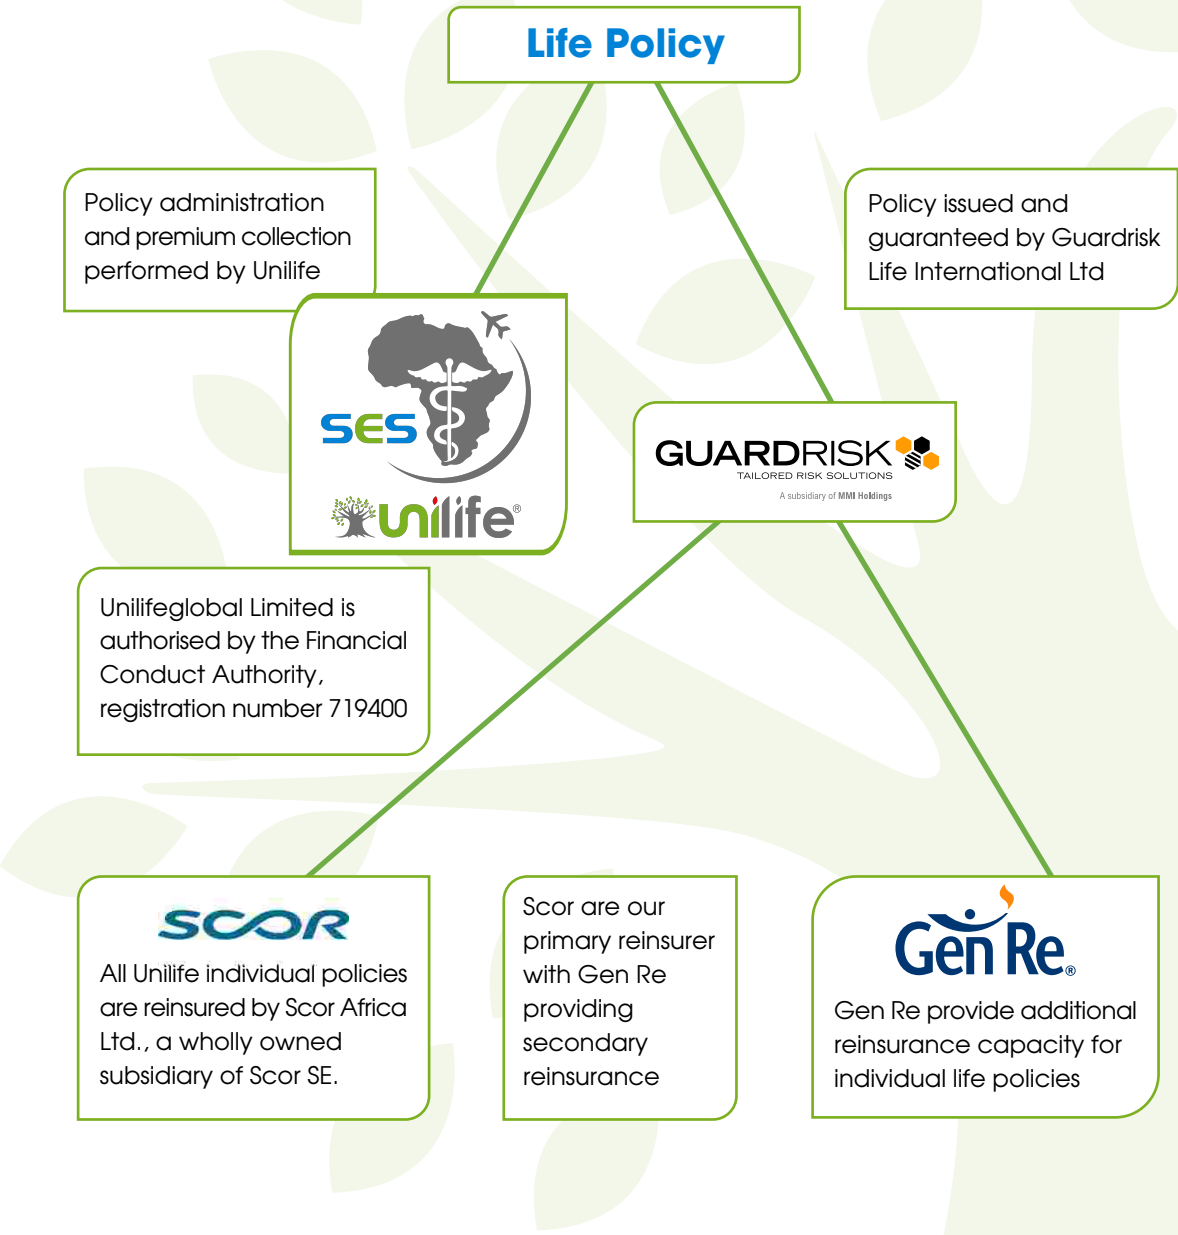 Life Policy
Policy administration
and premium collection
performed by Unilife
Policy issued and
guaranteed by Guardrisk
Life International Ltd
SES
unilife®
GUARDRISK
TAILORED RISK SOLUTIONS
A subsidiary of MMI Holdings
Unilifeglobal Limited is
authorised by the Financial
Conduct Authority,
registration number 719400
SCOR
All Unilife individual policies
are reinsured by Scor Africa
Ltd., a wholly owned
subsidiary of Scor SE.
Scor are our
primary reinsurer
with Gen Re
providing
secondary
reinsurance
Gen Re®
Gen Re provide additional
reinsurance capacity for
individual life policies